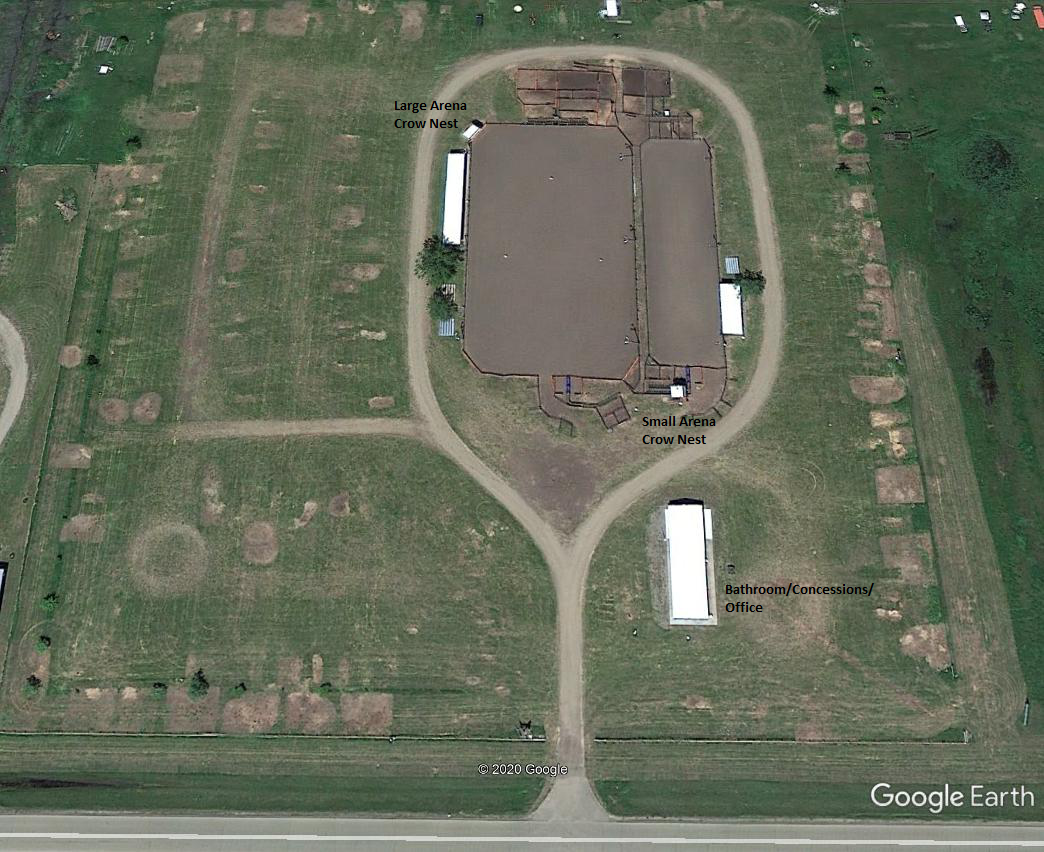 Large Arena
Crow Nest
Small Arena
Crow Nest
Bathroom/Concessions/
Office
© 2020 Google
Google Earth